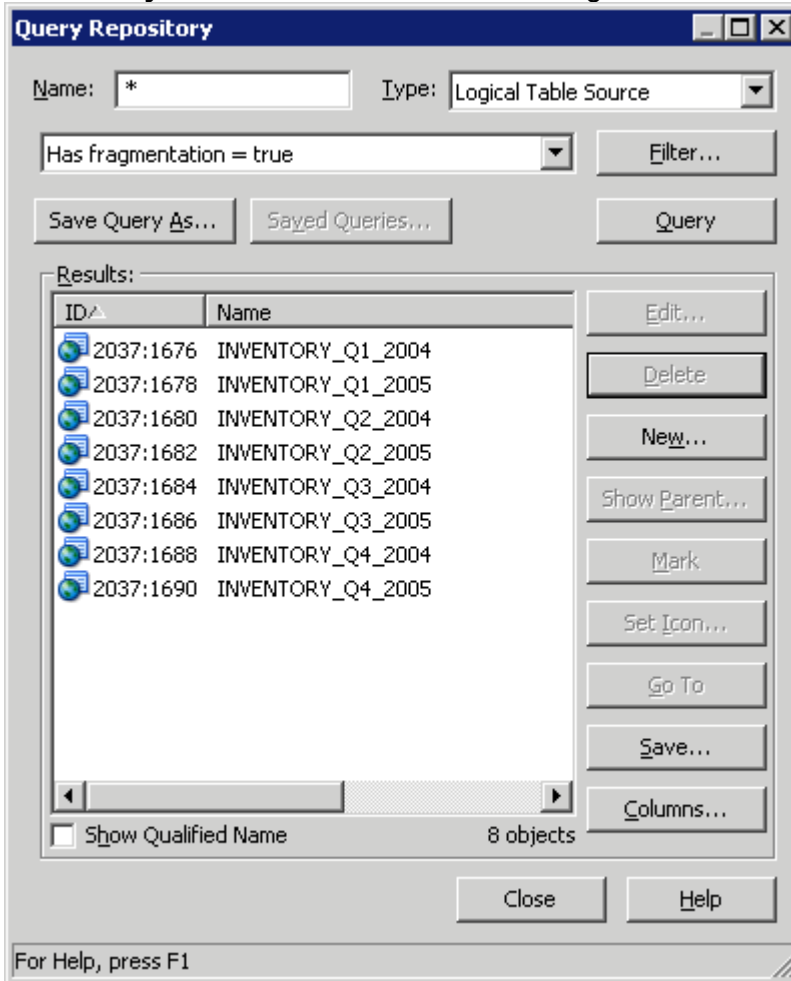 Query Repository
Name: * Type: Logical Table Source
Has fragmentation = true Filter...
Save Query As... Saved Queries... Query
Results:
ID Name Edit...
2037:1676 INVENTORY_Q1_2004
2037:1678 INVENTORY_Q1_2005 Delete
2037:1680 INVENTORY_Q2_2004
2037:1682 INVENTORY_Q2_2005 New...
2037:1684 INVENTORY_Q3_2004
2037:1686 INVENTORY_Q3_2005 Show Parent...
2037:1688 INVENTORY_Q4_2004 Mark
2037:1690 INVENTORY_Q4_2005
Set Icon...
Go To
Save...
Columns...
Show Qualified Name 8 objects
Close Help
For Help, press F1